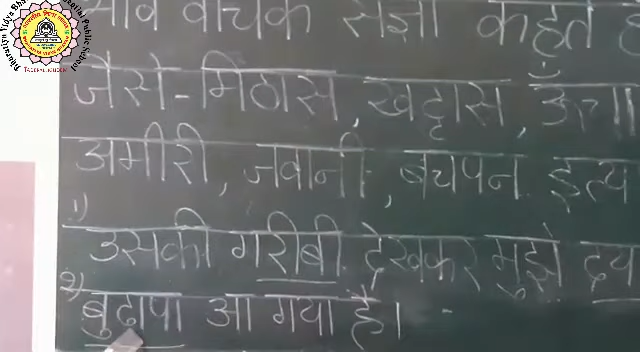 भाव वाचक संज्ञा कहते
जैसे - मिठास, खट्टास,
अमीरी, जवानी, बचपन
1) उसकी गरीबी देखकर मुझे
2) बुढापा आ गया है।